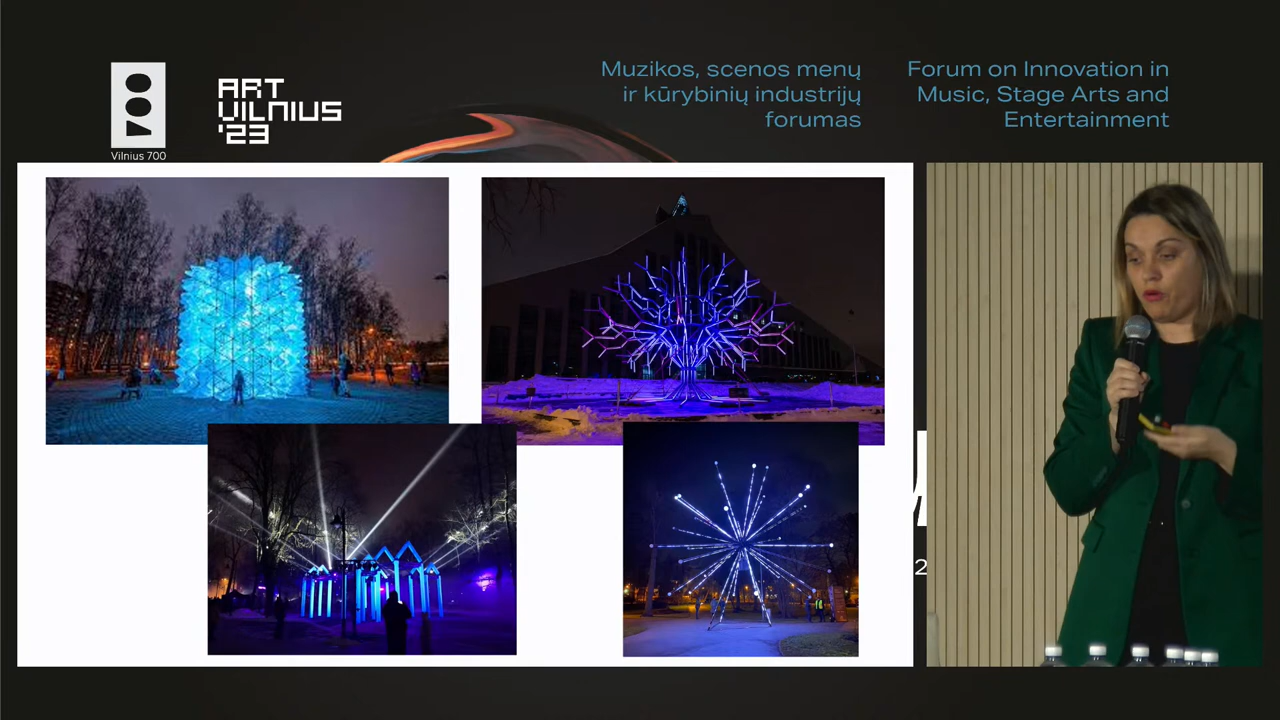 Vilnius 700
ART
VILNIUS
'23
Muzikos, scenos menų
ir kūrybinių industrijų
forumas
Forum on Innovation in
Music, Stage Arts and
Entertainment